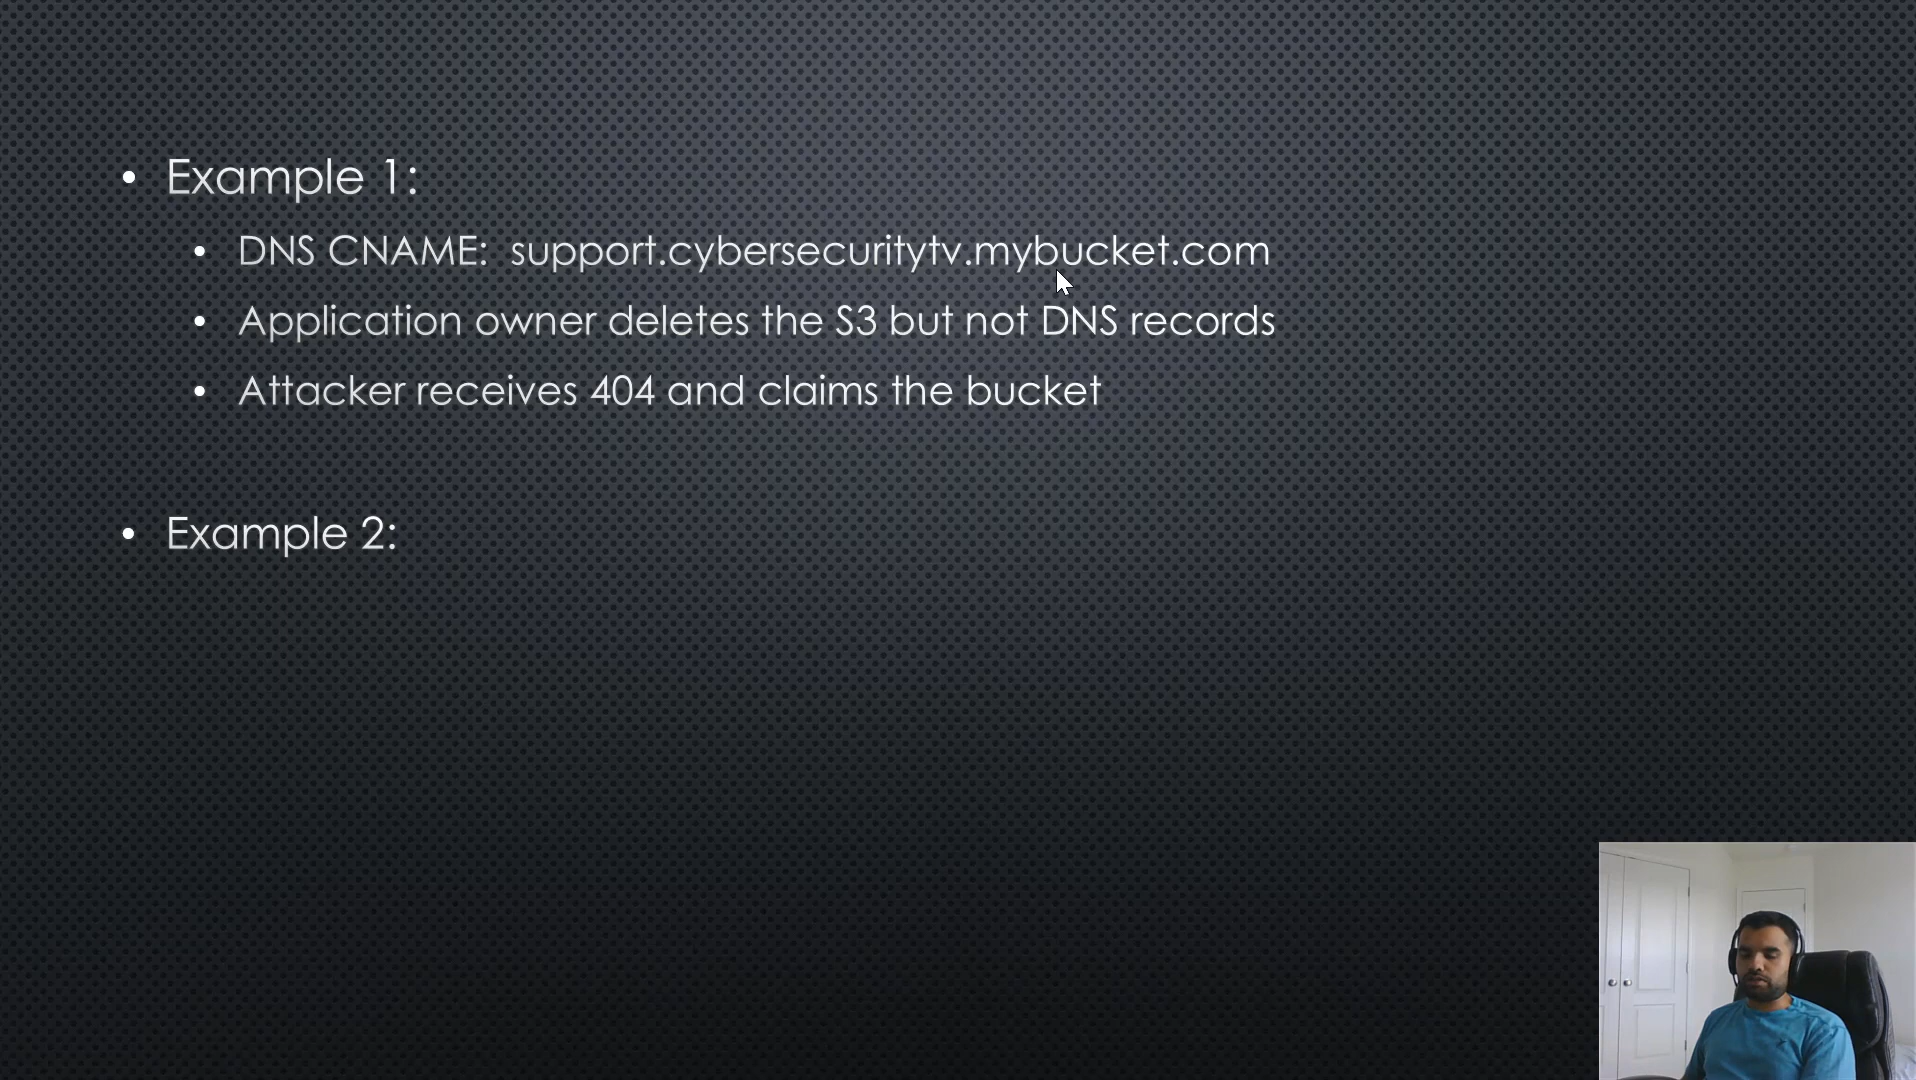 • Example 1:
• DNS CNAME: support.cybersecuritytv.mybucket.com
• Application owner deletes the S3 but not DNS records
• Attacker receives 404 and claims the bucket
• Example 2: